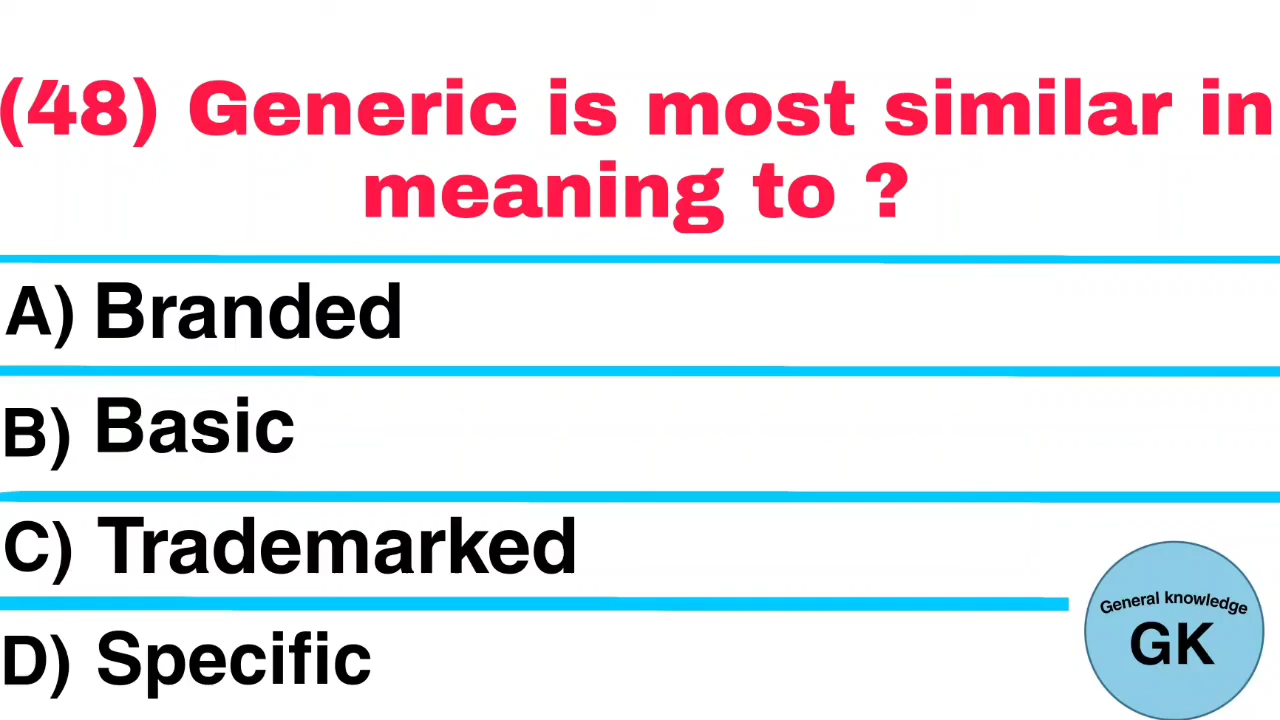 (48) Generic is most similar in
meaning to ?
A) Branded
B) Basic
C) Trademarked
D) Specific
General knowledge
GK